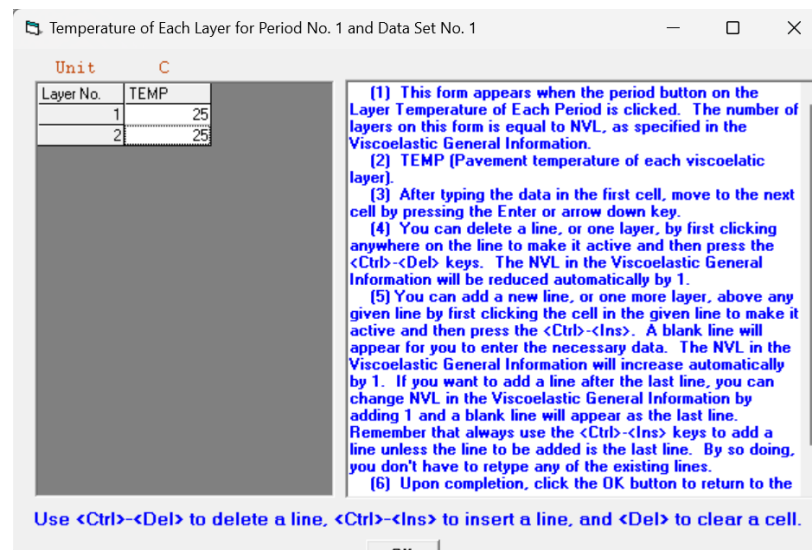 Temperature of Each Layer for Period No. 1 and Data Set No. 1
Unit C
Layer No. TEMP
1 25
2 25
(1) This form appears when the period button on the
Layer Temperature of Each Period is clicked. The number of
layers on this form is equal to NVL, as specified in the
Viscoelastic General Information.
(2) TEMP (Pavement temperature of each viscoelatic
layer).
(3) After typing the data in the first cell, move to the next
cell by pressing the Enter or arrow down key.
(4) You can delete a line, or one layer, by first clicking
anywhere on the line to make it active and then press the
<Ctrl>-<Del> keys. The NVL in the Viscoelastic General
Information will be reduced automatically by 1.
(5) You can add a new line, or one more layer, above any
given line by first clicking the cell in the given line to make it
active and then press the <Ctrl>-<Ins>. A blank line will
appear for you to enter the necessary data. The NVL in the
Viscoelastic General Information will increase automatically
by 1. If you want to add a line after the last line, you can
change NVL in the Viscoelastic General Information by
adding 1 and a blank line will appear as the last line.
Remember that always use the <Ctrl>-<Ins> keys to add a
line unless the line to be added is the last line. By so doing,
you don't have to retype any of the existing lines.
(6) Upon completion, click the OK button to return to the
Use <Ctrl>-<Del> to delete a line, <Ctrl>-<Ins> to insert a line, and <Del> to clear a cell.